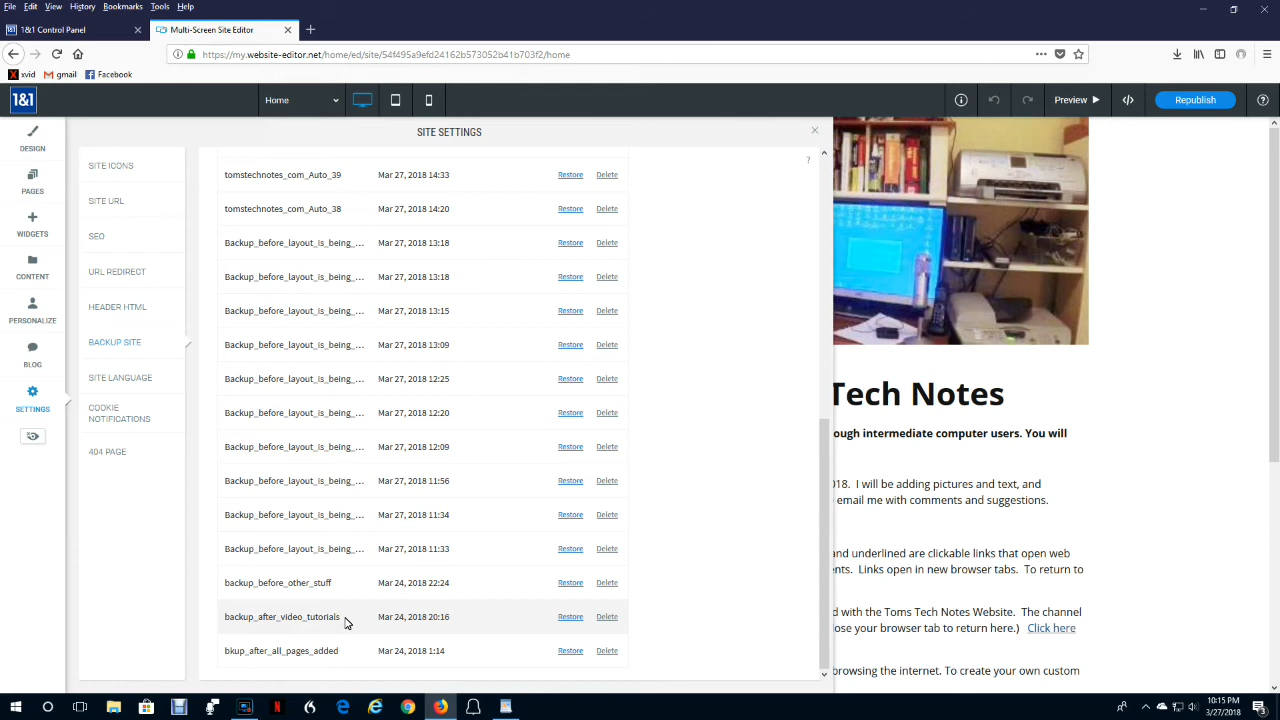 File Edit View History Bookmarks Tools Help
1&1 Control Panel
Multi-Screen Site Editor
https://my.website-editor.net/home/ed/site/54f495a9efd24162b573052b41b703f2/home
xvid gmail Facebook
1&1
Home
Preview
Republish
SITE SETTINGS
DESIGN
PAGES
WIDGETS
CONTENT
PERSONALIZE
BLOG
SETTINGS
SITE ICONS
SITE URL
SEO
URL REDIRECT
HEADER HTML
BACKUP SITE
SITE LANGUAGE
COOKIE
NOTIFICATIONS
404 PAGE
?
tomstechnotes_com_Auto_39 Mar 27, 2018 14:33 Restore Delete
tomstechnotes_com_Auto_38 Mar 27, 2018 14:20 Restore Delete
Backup_before_layout_is_being_... Mar 27, 2018 13:18 Restore Delete
Backup_before_layout_is_being_... Mar 27, 2018 13:18 Restore Delete
Backup_before_layout_is_being_... Mar 27, 2018 13:15 Restore Delete
Backup_before_layout_is_being_... Mar 27, 2018 13:09 Restore Delete
Backup_before_layout_is_being_... Mar 27, 2018 12:25 Restore Delete
Backup_before_layout_is_being_... Mar 27, 2018 12:20 Restore Delete
Backup_before_layout_is_being_... Mar 27, 2018 12:09 Restore Delete
Backup_before_layout_is_being_... Mar 27, 2018 11:56 Restore Delete
Backup_before_layout_is_being_... Mar 27, 2018 11:34 Restore Delete
Backup_before_layout_is_being_... Mar 27, 2018 11:33 Restore Delete
backup_before_other_stuff Mar 24, 2018 22:24 Restore Delete
backup_after_video_tutorials Mar 24, 2018 20:16 Restore Delete
bkup_after_all_pages_added Mar 24, 2018 1:14 Restore Delete
Tech Notes
ough intermediate computer users. You will
018. I will be adding pictures and text, and
email me with comments and suggestions.
and underlined are clickable links that open web
ents. Links open in new browser tabs. To return to
d with the Toms Tech Notes Website. The channel
lose your browser tab to return here.) Click here
browsing the internet. To create your own custom
10:15 PM
3/27/2018
3